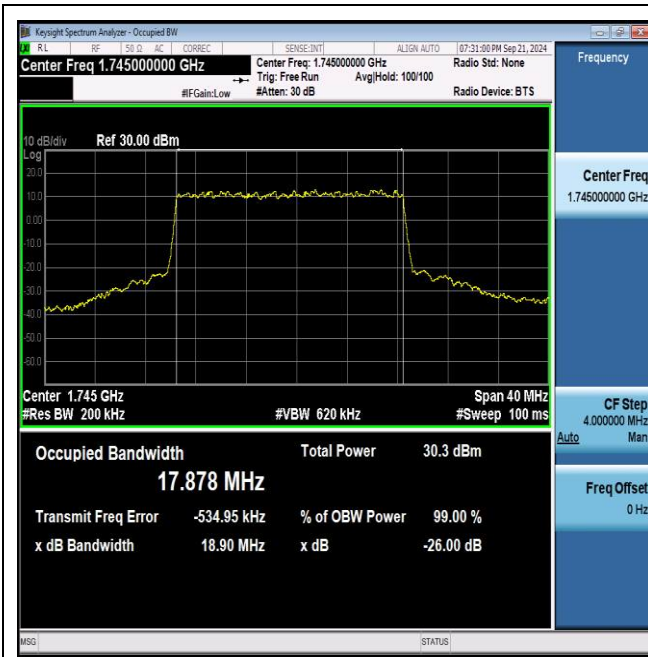 Keysight Spectrum Analyzer - Occupied BW
RL RF 50 Ω AC CORREC SENSE:INT ALIGN AUTO 07:31:00 PM Sep 21, 2024
Center Freq 1.745000000 GHz Center Freq: 1.745000000 GHz Radio Std: None Frequency
Trig: Free Run Avg|Hold: 100/100
#IFGain:Low #Atten: 30 dB Radio Device: BTS
10 dB/div Ref 30.00 dBm
Log
20.0
10.0
0.00
-10.0
-20.0
-30.0
-40.0
-50.0
-60.0
Center 1.745 GHz Span 40 MHz
#Res BW 200 kHz #VBW 620 kHz #Sweep 100 ms
Center Freq
1.745000000 GHz
CF Step
4.000000 MHz
Auto Man
Freq Offset
0 Hz
Occupied Bandwidth Total Power 30.3 dBm
17.878 MHz
Transmit Freq Error -534.95 kHz % of OBW Power 99.00 %
x dB Bandwidth 18.90 MHz x dB -26.00 dB
MSG STATUS